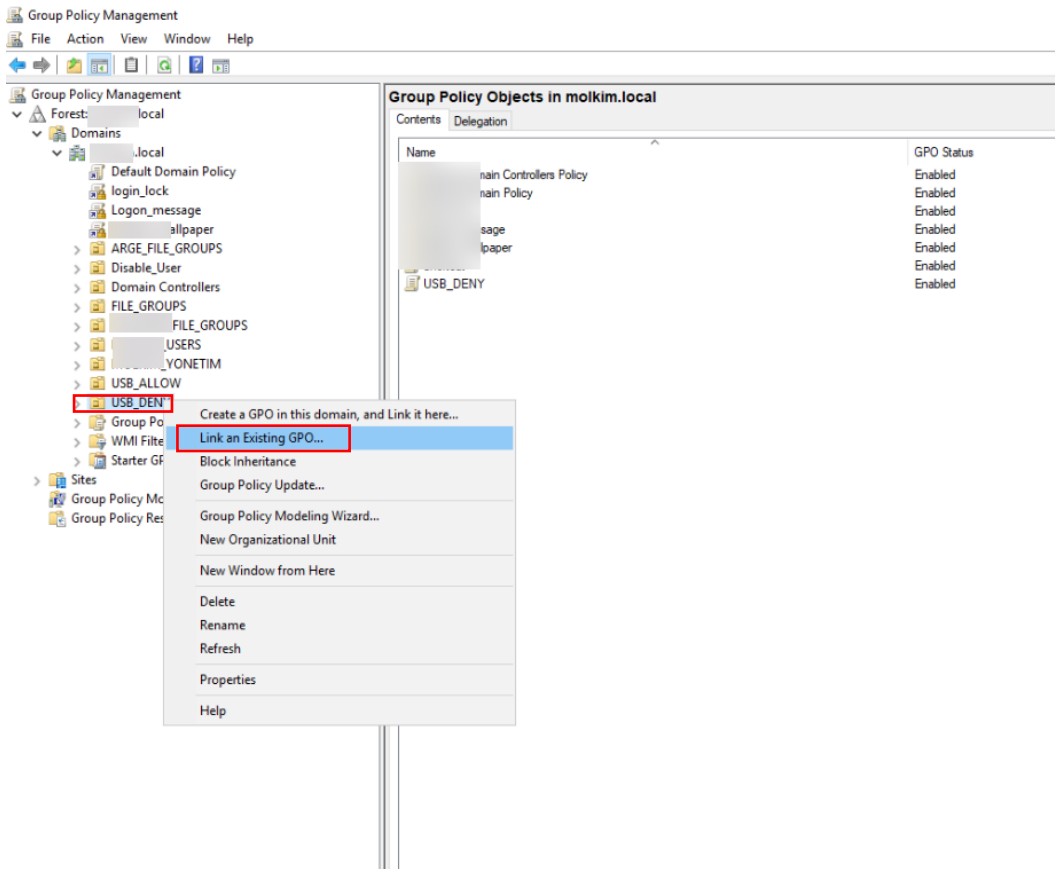 Group Policy Management
File Action View Window Help
Group Policy Management
Forest: local
Domains
.local
Default Domain Policy
login_lock
Logon_message
allpaper
ARGE_FILE_GROUPS
Disable_User
Domain Controllers
FILE_GROUPS
FILE_GROUPS
_USERS
_YONETIM
USB_ALLOW
USB_DEN
Group Po
WMI Filte
Starter GP
Sites
Group Policy Mo
Group Policy Res
Create a GPO in this domain, and Link it here...
Link an Existing GPO...
Block Inheritance
Group Policy Update...
Group Policy Modeling Wizard...
New Organizational Unit
New Window from Here
Delete
Rename
Refresh
Properties
Help
Group Policy Objects in molkim.local
Contents Delegation
Name GPO Status
main Controllers Policy Enabled
main Policy Enabled
Enabled
sage Enabled
lpaper Enabled
Enabled
USB_DENY Enabled